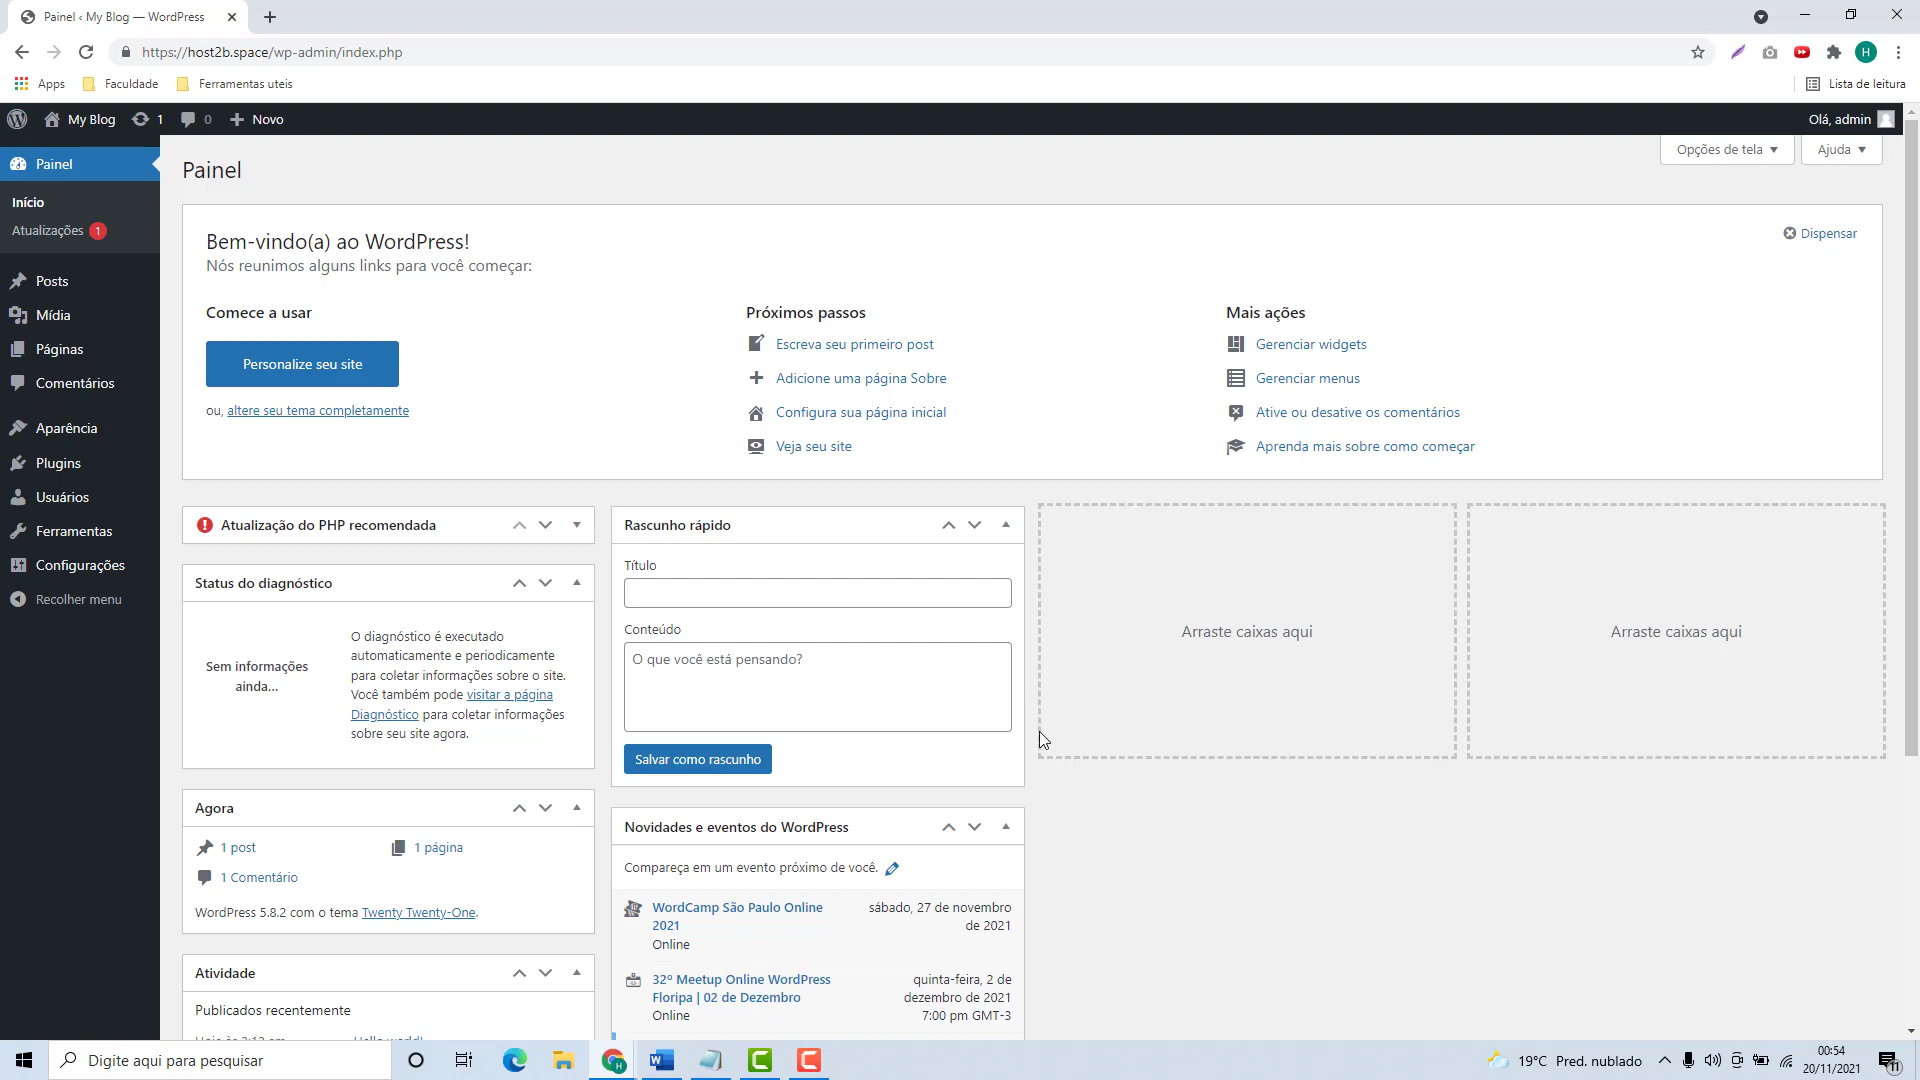 Painel ‹ My Blog — WordPress
https://host2b.space/wp-admin/index.php
H
Apps
Faculdade
Ferramentas uteis
Lista de leitura
My Blog
1
0
Novo
Olá, admin
Painel
Início
Atualizações 1
Posts
Mídia
Páginas
Comentários
Aparência
Plugins
Usuários
Ferramentas
Configurações
Recolher menu
Painel
Opções de tela
Ajuda
Bem-vindo(a) ao WordPress!
Nós reunimos alguns links para você começar:
Dispensar
Comece a usar
Personalize seu site
ou, altere seu tema completamente
Próximos passos
Escreva seu primeiro post
Adicione uma página Sobre
Configura sua página inicial
Veja seu site
Mais ações
Gerenciar widgets
Gerenciar menus
Ative ou desative os comentários
Aprenda mais sobre como começar
Atualização do PHP recomendada
Status do diagnóstico
Sem informações
ainda...
O diagnóstico é executado
automaticamente e periodicamente
para coletar informações sobre o site.
Você também pode visitar a página
Diagnóstico para coletar informações
sobre seu site agora.
Agora
1 post
1 página
1 Comentário
WordPress 5.8.2 com o tema Twenty Twenty-One.
Atividade
Publicados recentemente
Rascunho rápido
Título
Conteúdo
O que você está pensando?
Salvar como rascunho
Novidades e eventos do WordPress
Compareça em um evento próximo de você.
WordCamp São Paulo Online
2021
Online
sábado, 27 de novembro
de 2021
32º Meetup Online WordPress
Floripa | 02 de Dezembro
Online
quinta-feira, 2 de
dezembro de 2021
7:00 pm GMT-3
Arraste caixas aqui
Arraste caixas aqui
Digite aqui para pesquisar
19°C Pred. nublado
00:54
20/11/2021
11